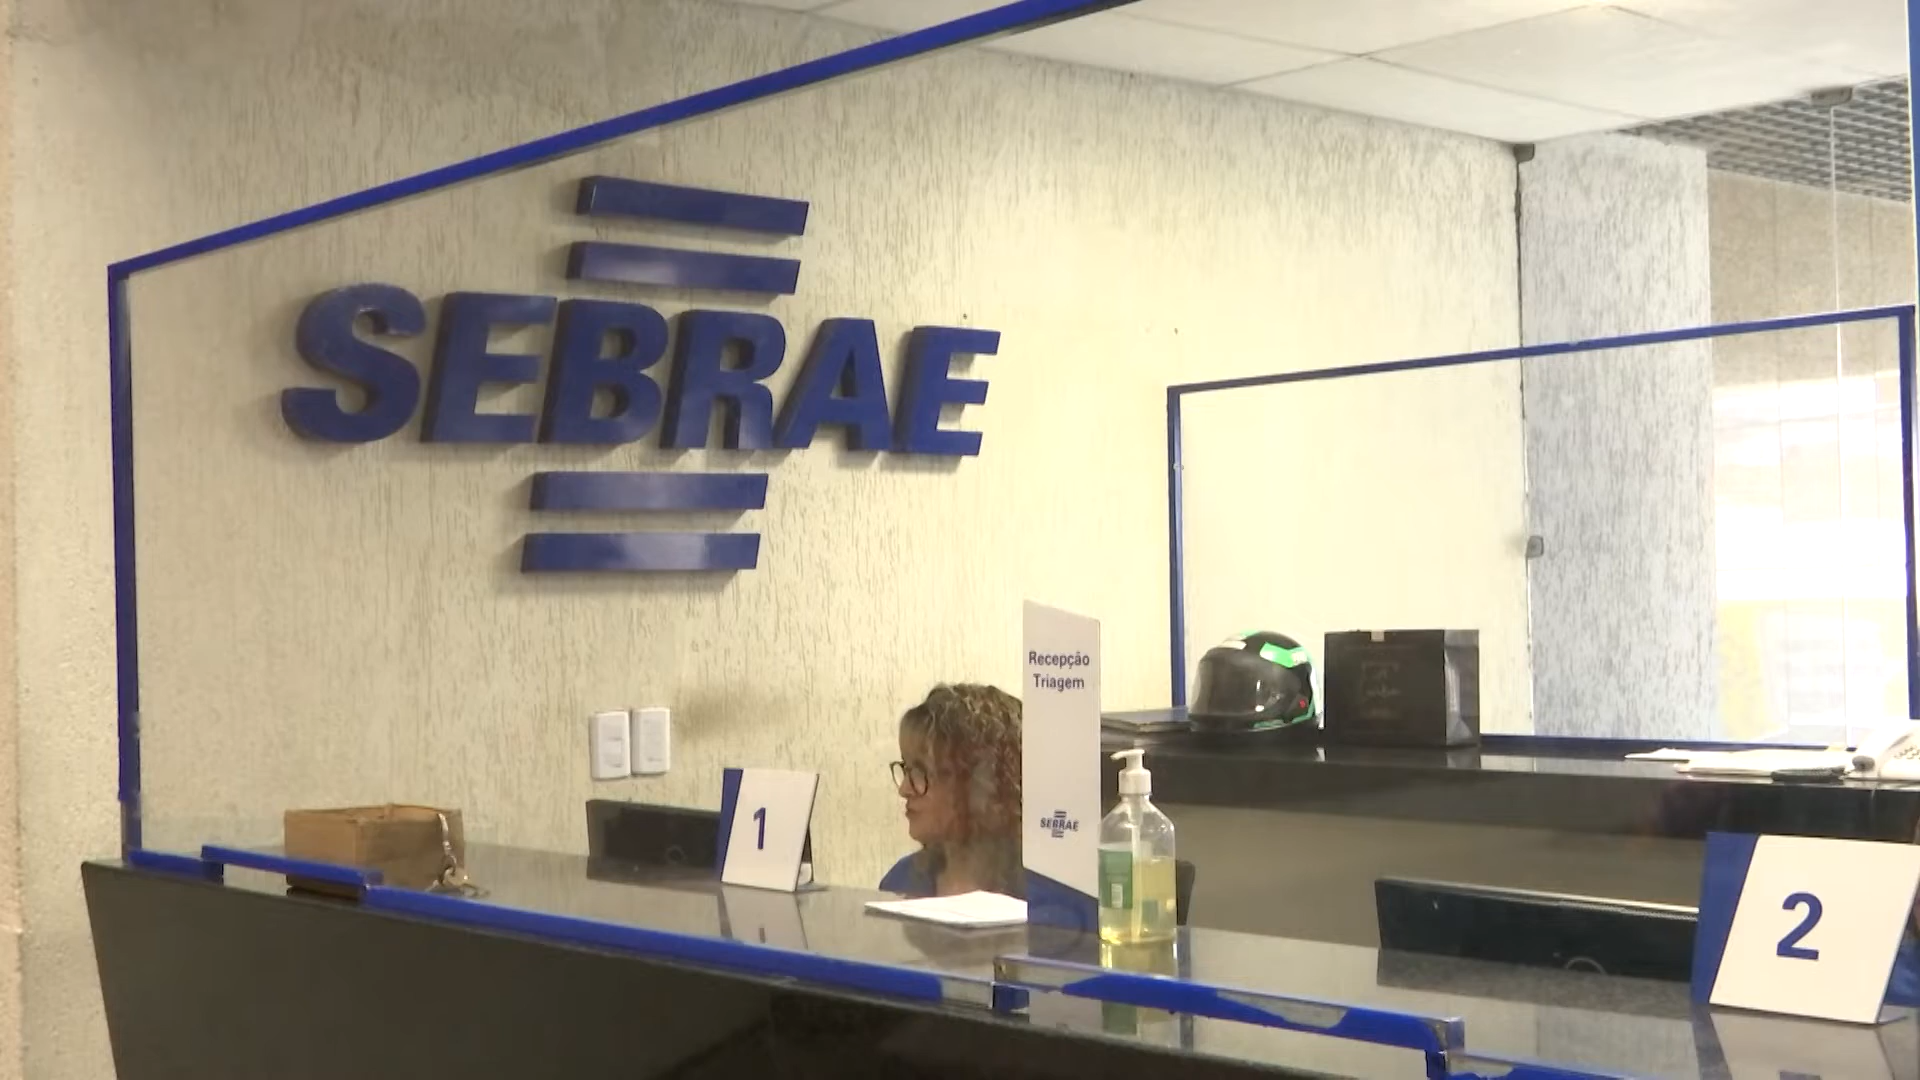 SEBRAE
Recepção
Triagem
SEBRAE
1
2